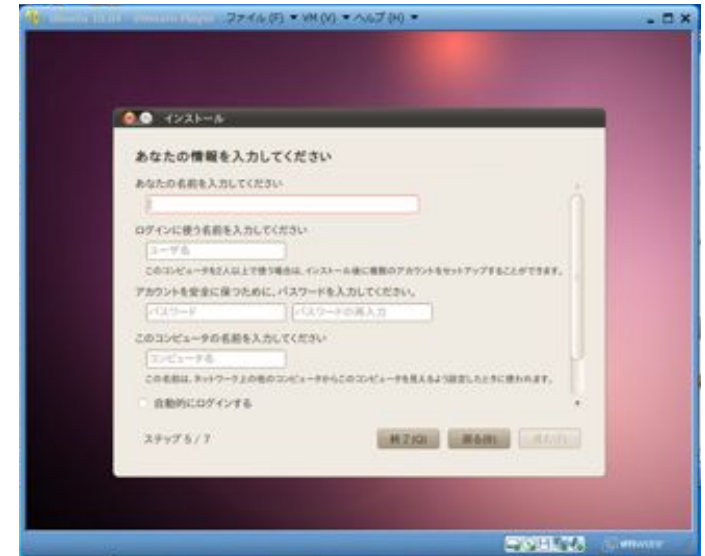 Ubuntu 10.04 - VMware Player ファイル(F) VM(V) ヘルプ(H)
インストール
あなたの情報を入力してください
あなたの名前を入力してください
ログインに使う名前を入力してください
ユーザ名
このコンピュータを2人以上で使う場合は、インストール後に複数のアカウントをセットアップすることができます。
アカウントを安全に保つために、パスワードを入力してください。
パスワード パスワードの再入力
このコンピュータの名前を入力してください
コンピュータ名
この名前は、ネットワーク上の他のコンピュータからこのコンピュータを見えるよう設定したときに使われます。
自動的にログインする
ステップ 5 / 7 終了(Q) 戻る(B) 進む(F)
vmware